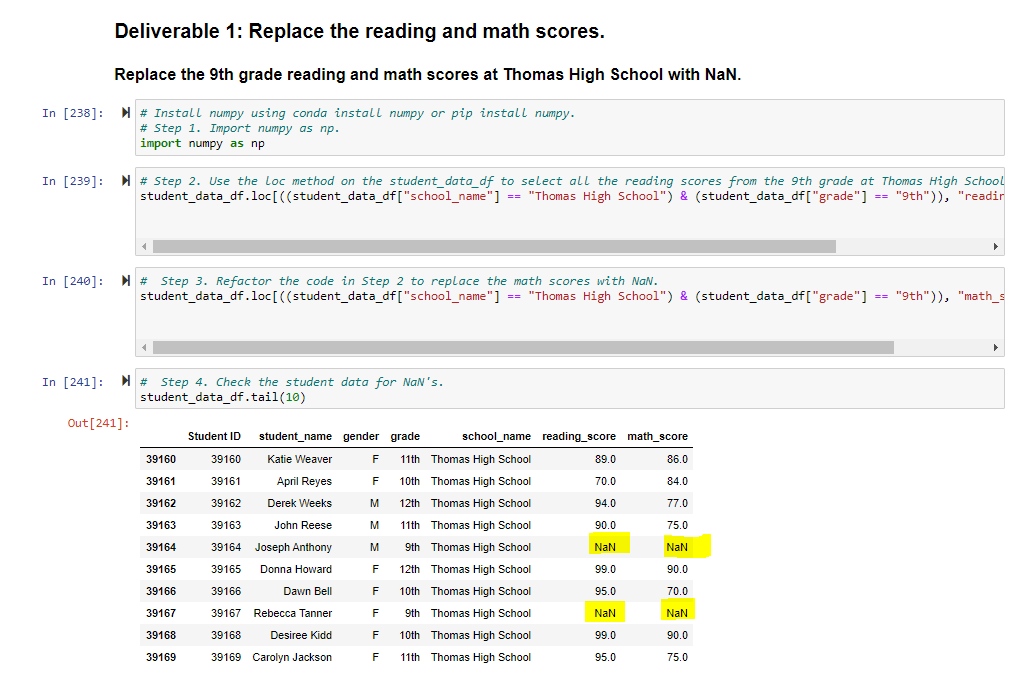 Deliverable 1: Replace the reading and math scores.
Replace the 9th grade reading and math scores at Thomas High School with NaN.
In [238]:
# Install numpy using conda install numpy or pip install numpy.
# Step 1. Import numpy as np.
import numpy as np
In [239]:
# Step 2. Use the loc method on the student_data_df to select all the reading scores from the 9th grade at Thomas High School
student_data_df.loc[((student_data_df["school_name"] == "Thomas High School") & (student_data_df["grade"] == "9th")), "readin
In [240]:
#  Step 3. Refactor the code in Step 2 to replace the math scores with NaN.
student_data_df.loc[((student_data_df["school_name"] == "Thomas High School") & (student_data_df["grade"] == "9th")), "math_s
In [241]:
#  Step 4. Check the student data for NaN's.
student_data_df.tail(10)
Out[241]:
Student ID student_name gender grade school_name reading_score math_score
39160 39160 Katie Weaver F 11th Thomas High School 89.0 86.0
39161 39161 April Reyes F 10th Thomas High School 70.0 84.0
39162 39162 Derek Weeks M 12th Thomas High School 94.0 77.0
39163 39163 John Reese M 11th Thomas High School 90.0 75.0
39164 39164 Joseph Anthony M 9th Thomas High School NaN NaN
39165 39165 Donna Howard F 12th Thomas High School 99.0 90.0
39166 39166 Dawn Bell F 10th Thomas High School 95.0 70.0
39167 39167 Rebecca Tanner F 9th Thomas High School NaN NaN
39168 39168 Desiree Kidd F 10th Thomas High School 99.0 90.0
39169 39169 Carolyn Jackson F 11th Thomas High School 95.0 75.0